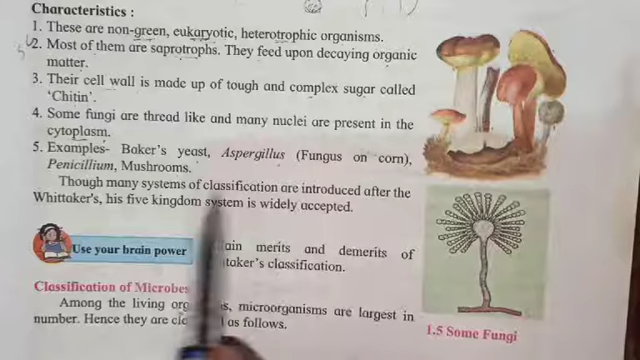 Characteristics :
1. These are non-green, eukaryotic, heterotrophic organisms.
2. Most of them are saprotrophs. They feed upon decaying organic
matter.
3. Their cell wall is made up of tough and complex sugar called
'Chitin'.
4. Some fungi are thread like and many nuclei are present in the
cytoplasm.
5. Examples- Baker's yeast, Aspergillus (Fungus on corn),
Penicillium, Mushrooms.
Though many systems of classification are introduced after the
Whittaker's, his five kingdom system is widely accepted.
Use your brain power
merits and demerits of
classification.
Classification of Microbes
Among the living microorganisms are largest in
number. Hence they are as follows.
1.5 Some Fungi